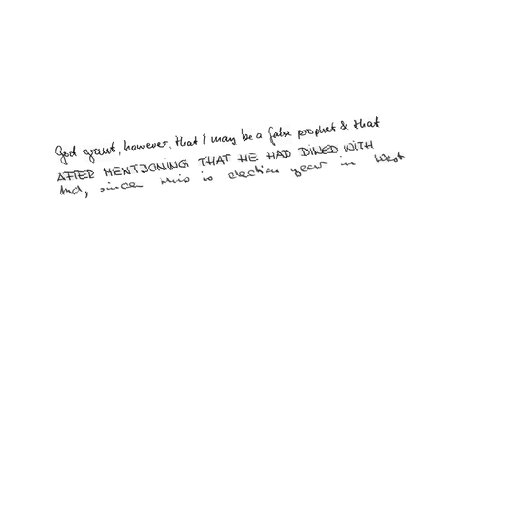 God grant, however, that I may be a false prophet & that
AFTER MENTIONING THAT HE HAD DINED WITH
And, since this is election year in West